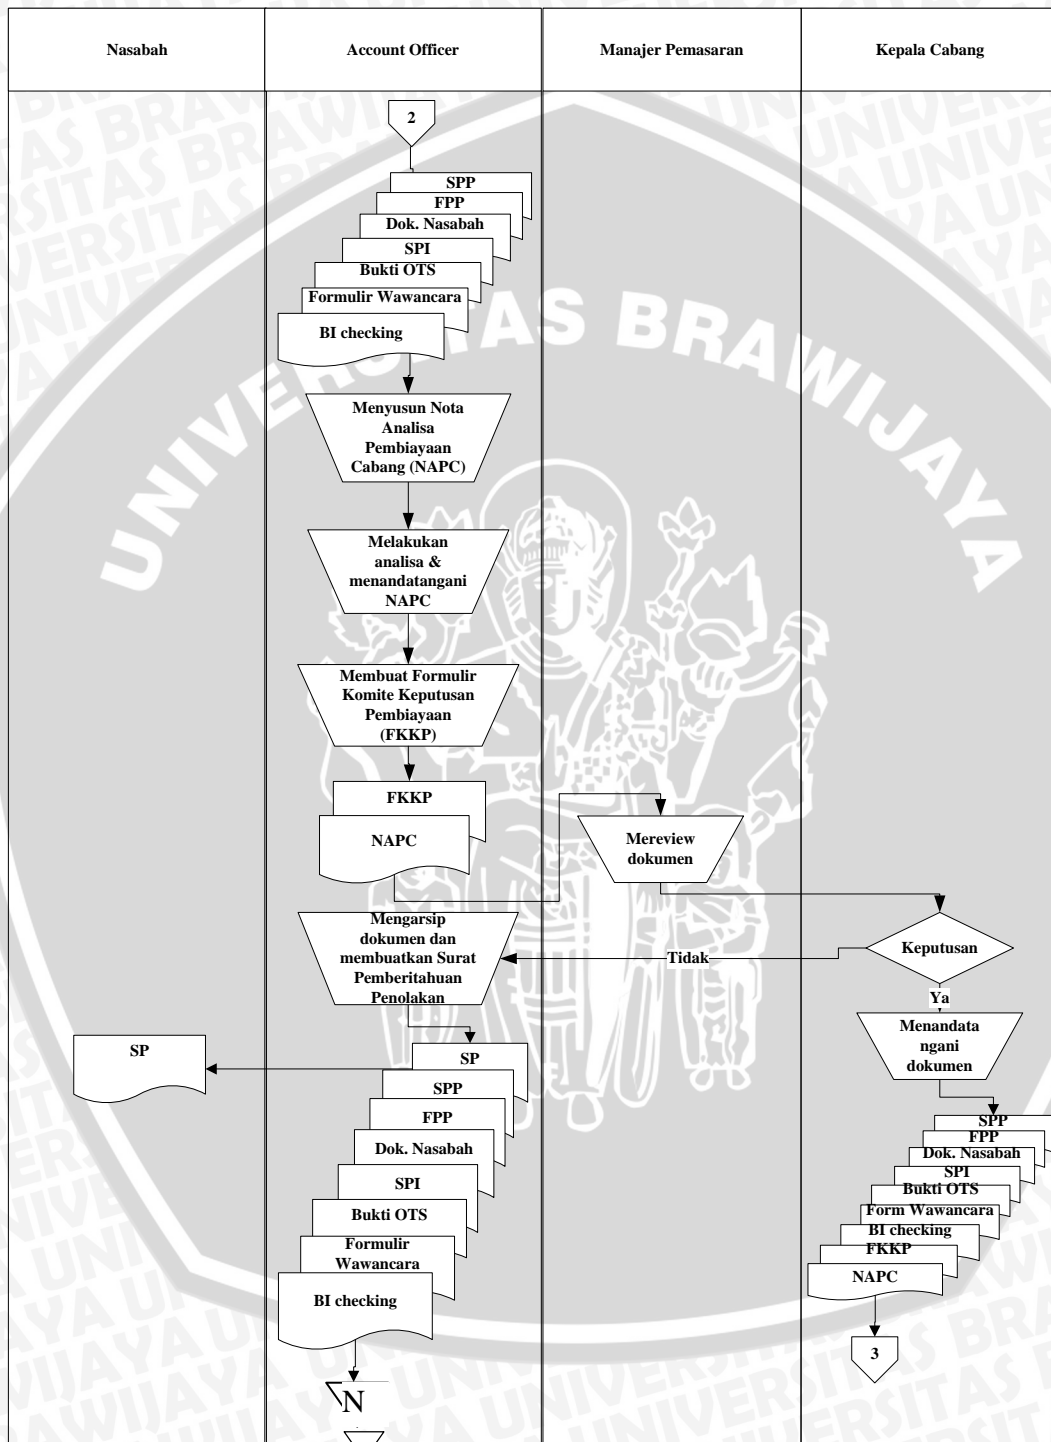 Nasabah
Account Officer
Manajer Pemasaran
Kepala Cabang
2
SPP
FPP
Dok. Nasabah
SPI
Bukti OTS
Formulir Wawancara
BI checking
Menyusun Nota
Analisa
Pembiayaan
Cabang (NAPC)
Melakukan
analisa &
menandatangani
NAPC
Membuat Formulir
Komite Keputusan
Pembiayaan
(FKKP)
FKKP
NAPC
Mereview
dokumen
Keputusan
Tidak
Ya
Mengarsip
dokumen dan
membuatkan Surat
Pemberitahuan
Penolakan
Menandata
ngani
dokumen
SP
SP
SPP
FPP
Dok. Nasabah
SPI
Bukti OTS
Formulir
Wawancara
BI checking
N
SPP
FPP
Dok. Nasabah
SPI
Bukti OTS
Form Wawancara
BI checking
FKKP
NAPC
3
UNIVERSITAS BRAWIJAYA